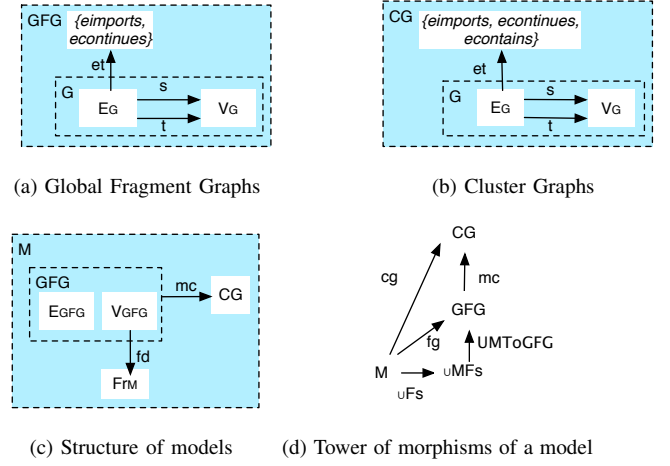 GFG
{eimports,
econtinues}
et
G
EG
s
t
VG
(a) Global Fragment Graphs
CG
{eimports, econtinues,
econtains}
et
G
EG
s
t
VG
(b) Cluster Graphs
M
GFG
EGFG
VGFG
mc
CG
fd
FrM
(c) Structure of models
CG
cg
mc
GFG
fg
UMToGFG
M
∪Fs
∪MFs
(d) Tower of morphisms of a model